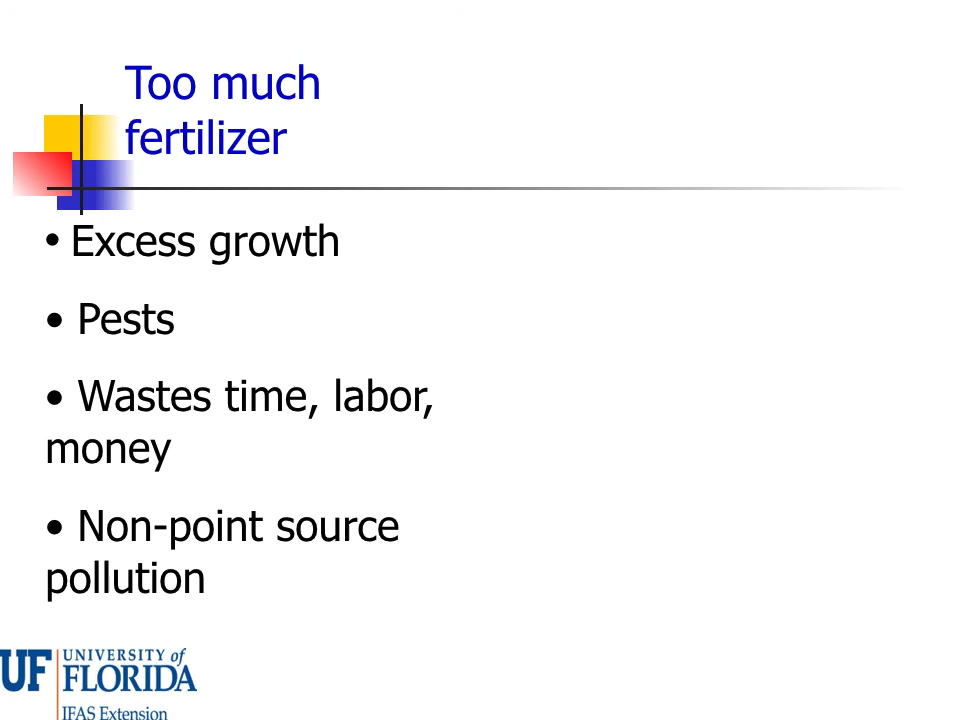 Too much
fertilizer
• Excess growth
• Pests
• Wastes time, labor,
money
• Non-point source
pollution
UF UNIVERSITY of
FLORIDA
IFAS Extension